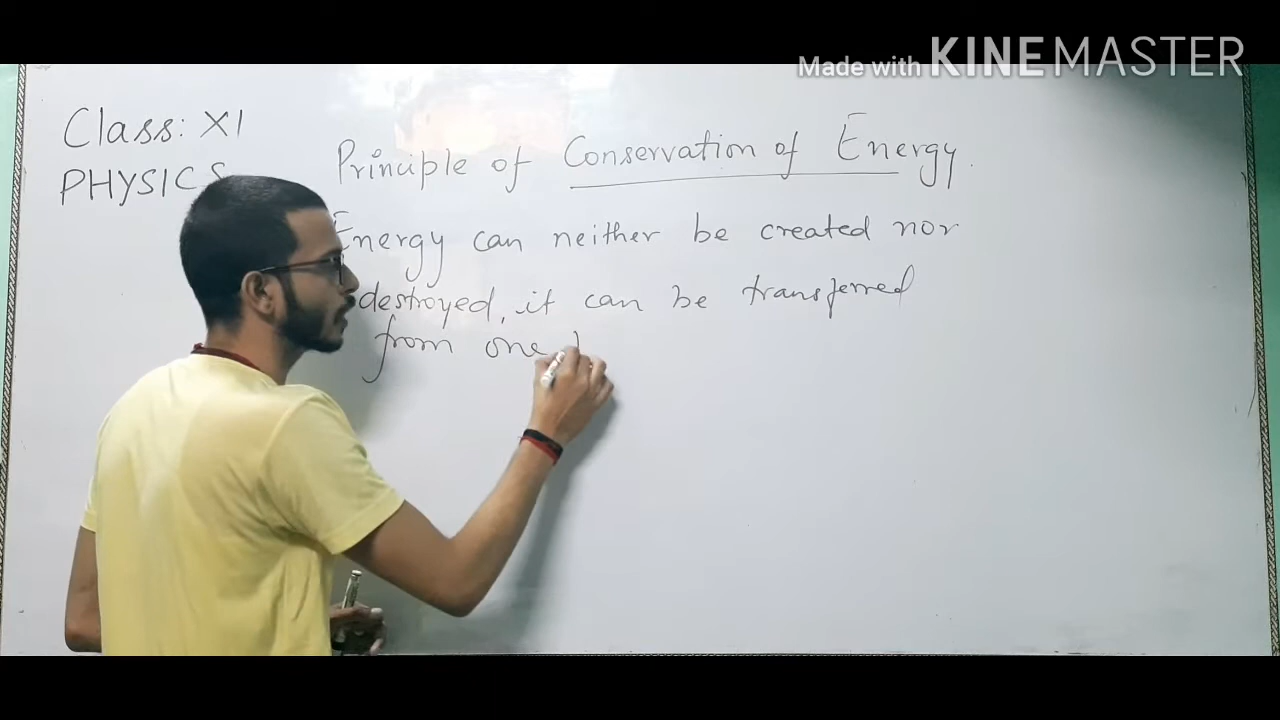 Made with KINEMASTER
Class: XI
PHYSICS
Principle of Conservation of Energy.
Energy can neither be created nor
destroyed, it can be transferred
from one